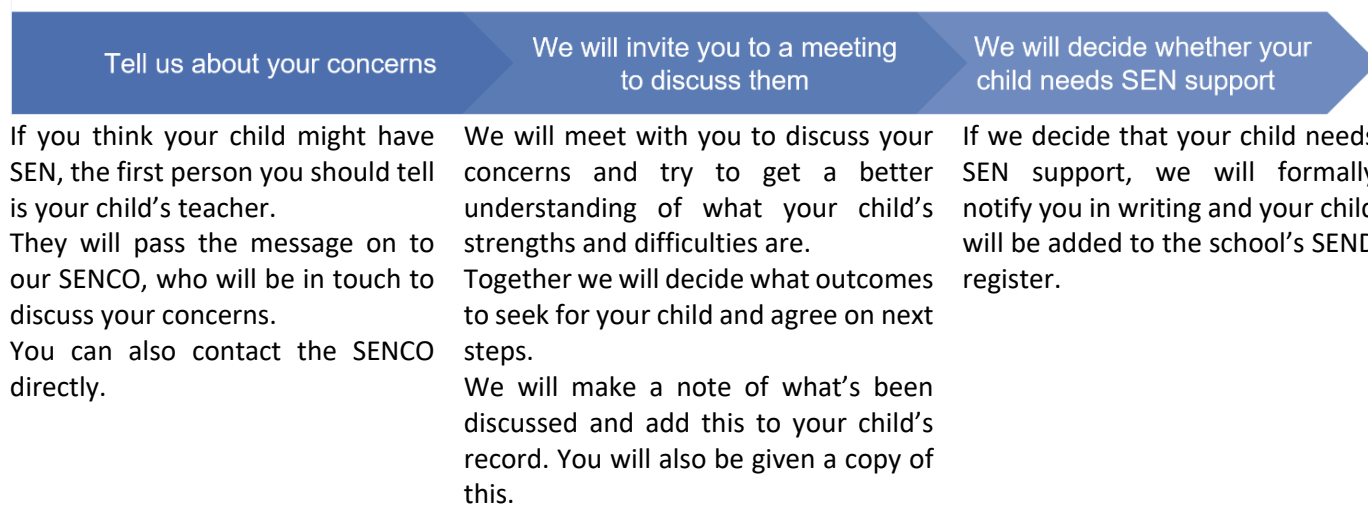 Tell us about your concerns
We will invite you to a meeting
to discuss them
We will decide whether your
child needs SEN support
If you think your child might have
SEN, the first person you should tell
is your child's teacher.
They will pass the message on to
our SENCO, who will be in touch to
discuss your concerns.
You can also contact the SENCO
directly.
We will meet with you to discuss your
concerns and try to get a better
understanding of what your child's
strengths and difficulties are.
Together we will decide what outcomes
to seek for your child and agree on next
steps.
We will make a note of what's been
discussed and add this to your child's
record. You will also be given a copy of
this.
If we decide that your child needs
SEN support, we will formally
notify you in writing and your child
will be added to the school's SEND
register.